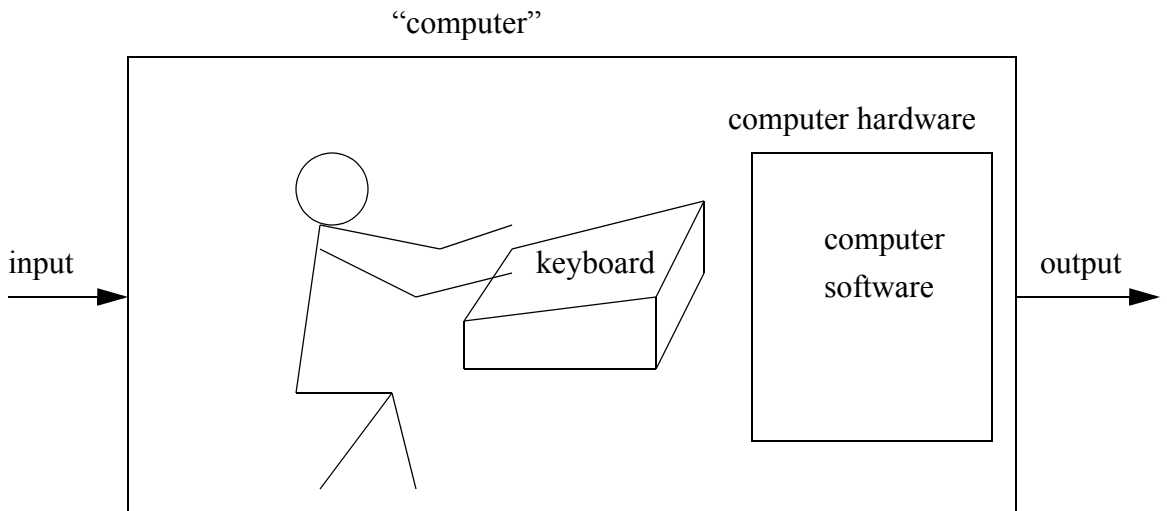 “computer”
computer hardware
input
keyboard
computer
software
output